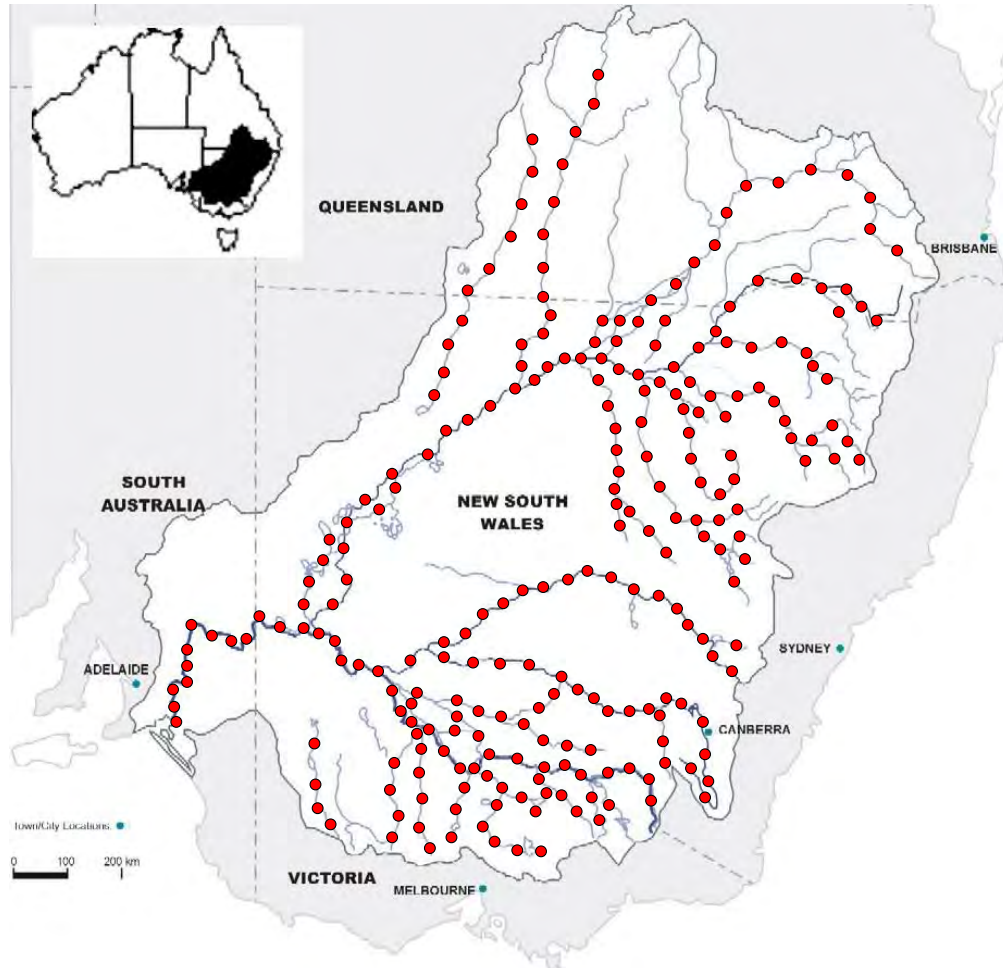 QUEENSLAND
BRISBANE
SOUTH
AUSTRALIA
NEW SOUTH
WALES
SYDNEY
ADELAIDE
CANBERRA
Town/City Locations
0 100 200 km
VICTORIA
MELBOURNE